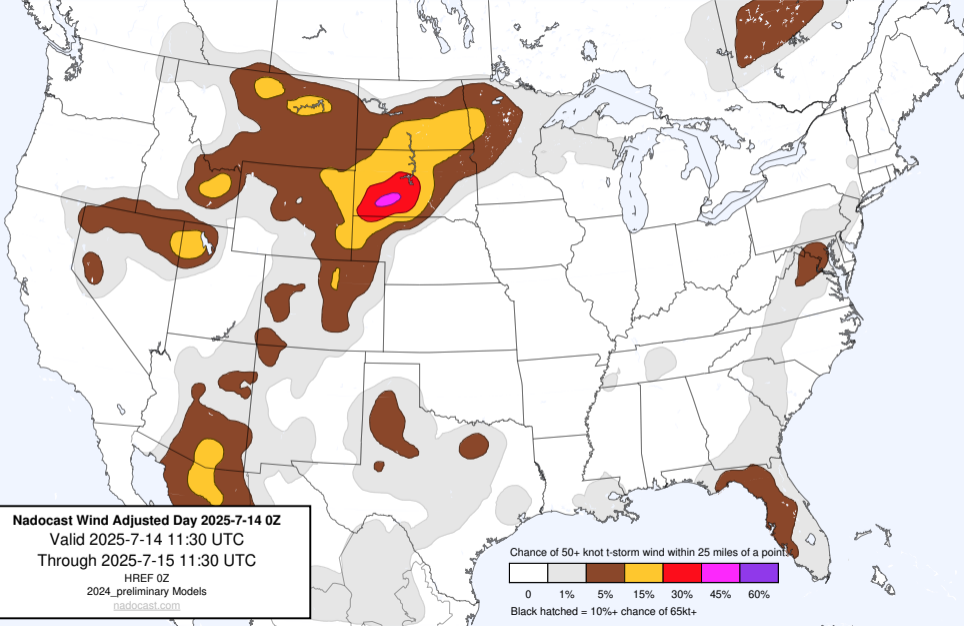 Nadocast Wind Adjusted Day 2025-7-14 0Z
Valid 2025-7-14 11:30 UTC
Through 2025-7-15 11:30 UTC
HREF 0Z
2024_preliminary Models
nadocast.com
Chance of 50+ knot t-storm wind within 25 miles of a point.
0 1% 5% 15% 30% 45% 60%
Black hatched = 10%+ chance of 65kt+